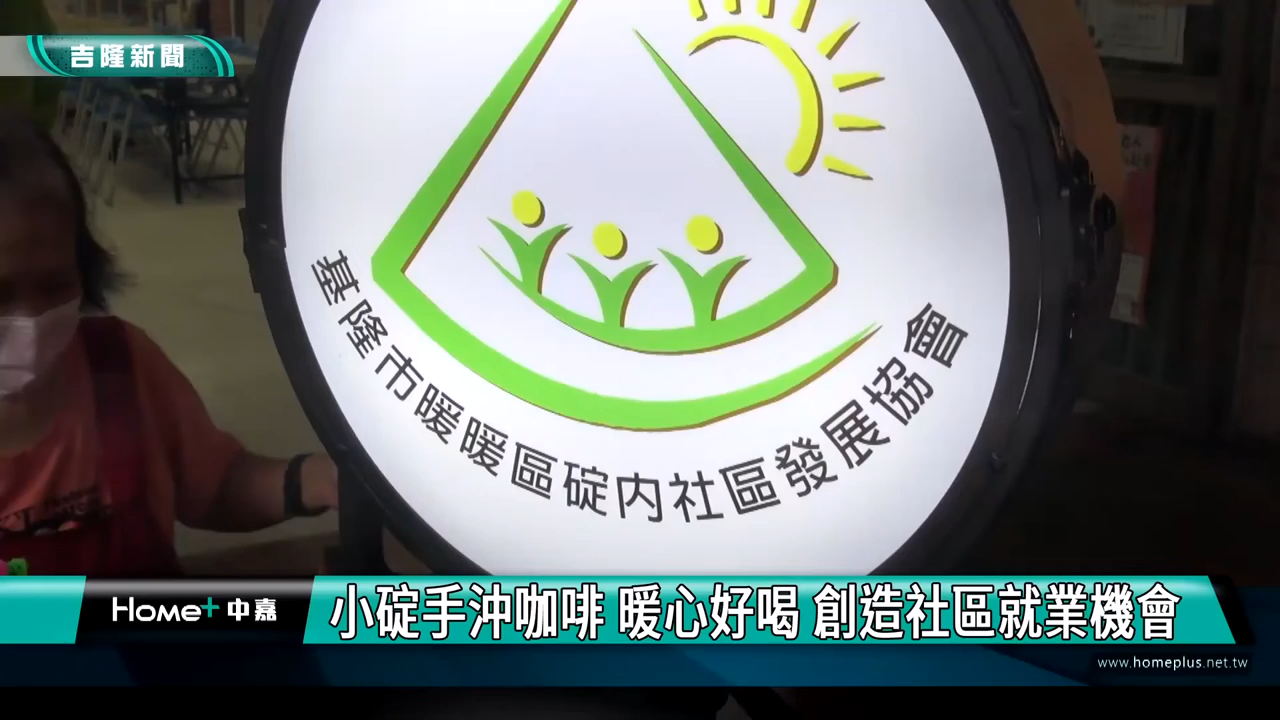 吉隆新聞
基隆市暖暖區碇內社區發展協會
Home+中嘉
小碇手沖咖啡 暖心好喝 創造社區就業機會
www.homeplus.net.tw